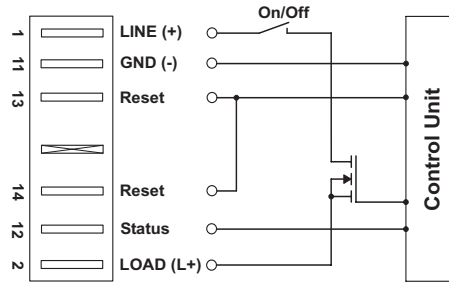 On/Off
1 LINE (+)
11 GND (-)
13 Reset
14 Reset
12 Status
2 LOAD (L+)
Control Unit